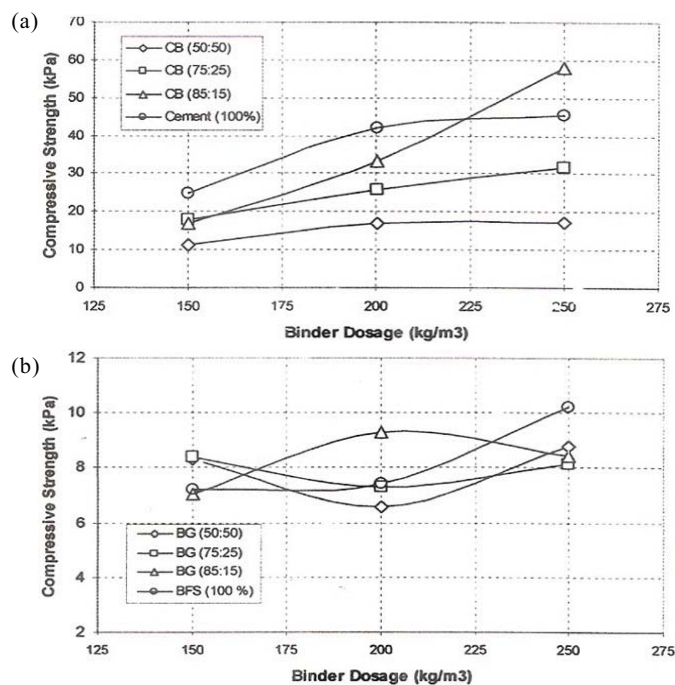 (a)
Compressive Strength (kPa)
70
60
50
40
30
20
10
0
CB (50:50)
CB (75:25)
CB (85:15)
Cement (100%)
125 150 175 200 225 250 275
Binder Dosage (kg/m3)
(b)
Compressive Strength (kPa)
12
10
8
6
4
2
BG (50:50)
BG (75:25)
BG (85:15)
BFS (100 %)
125 150 175 200 225 250 275
Binder Dosage (kg/m3)